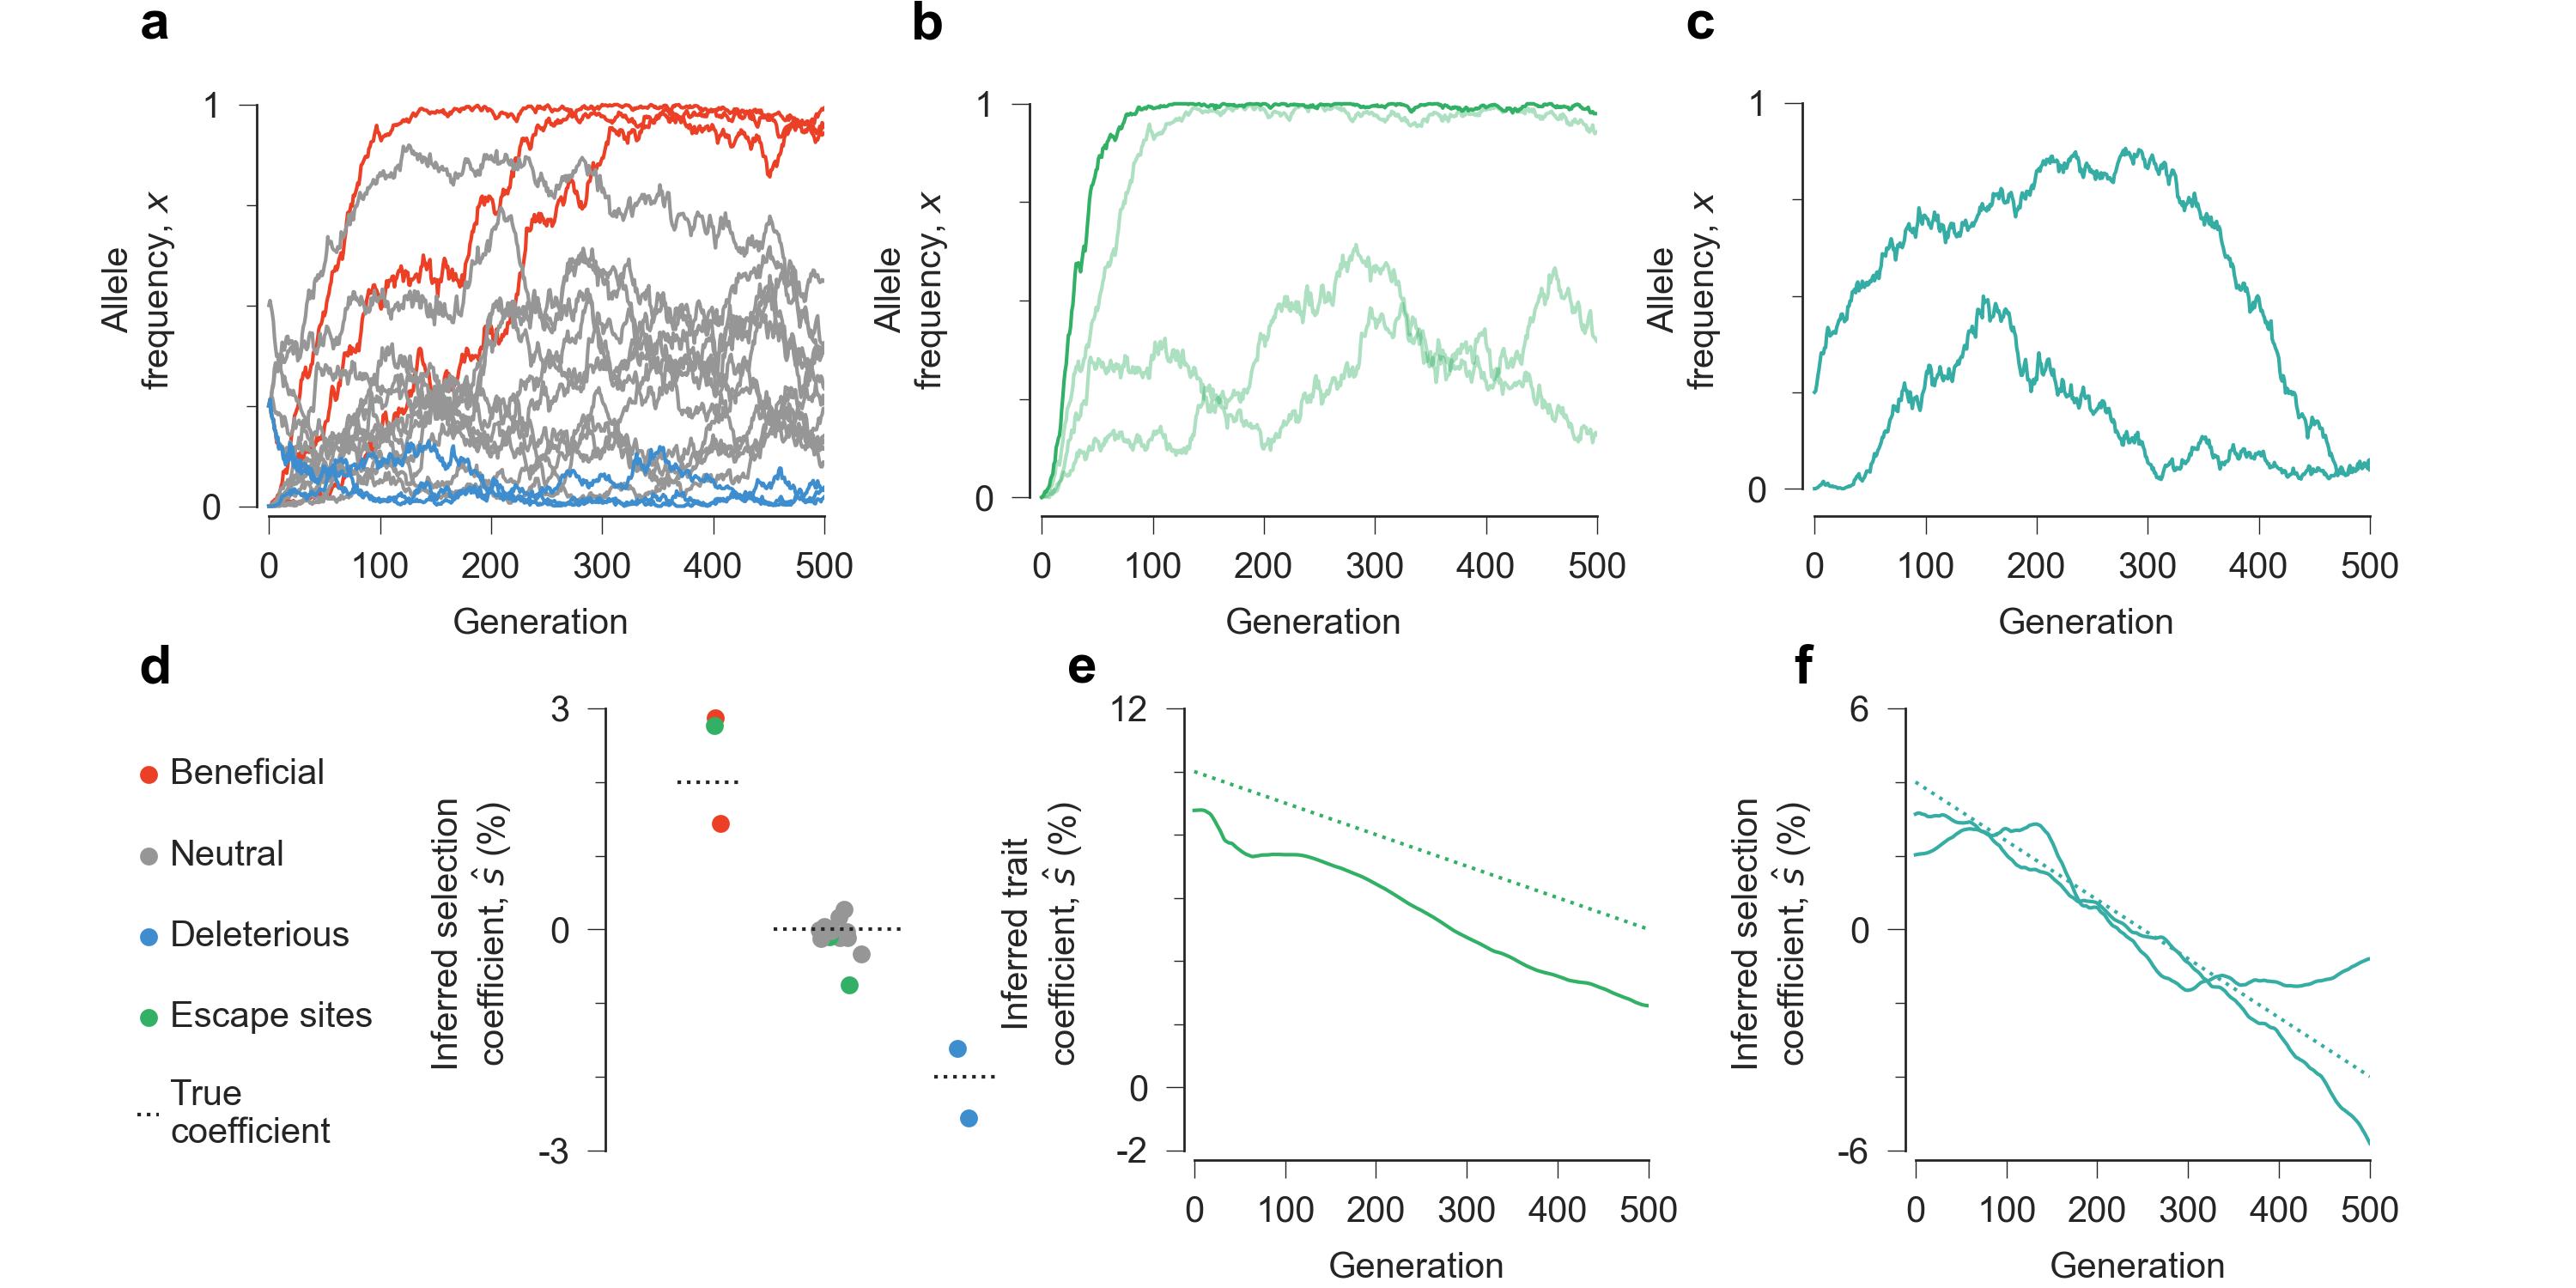 a
1
0
Allele
frequency, x
0 100 200 300 400 500
Generation
b
1
0
Allele
frequency, x
0 100 200 300 400 500
Generation
c
1
0
Allele
frequency, x
0 100 200 300 400 500
Generation
d
Beneficial
Neutral
Deleterious
Escape sites
... True
coefficient
3
0
-3
Inferred selection
coefficient, ŝ (%)
e
12
0
-2
Inferred trait
coefficient, ŝ (%)
0 100 200 300 400 500
Generation
f
6
0
-6
Inferred selection
coefficient, ŝ (%)
0 100 200 300 400 500
Generation